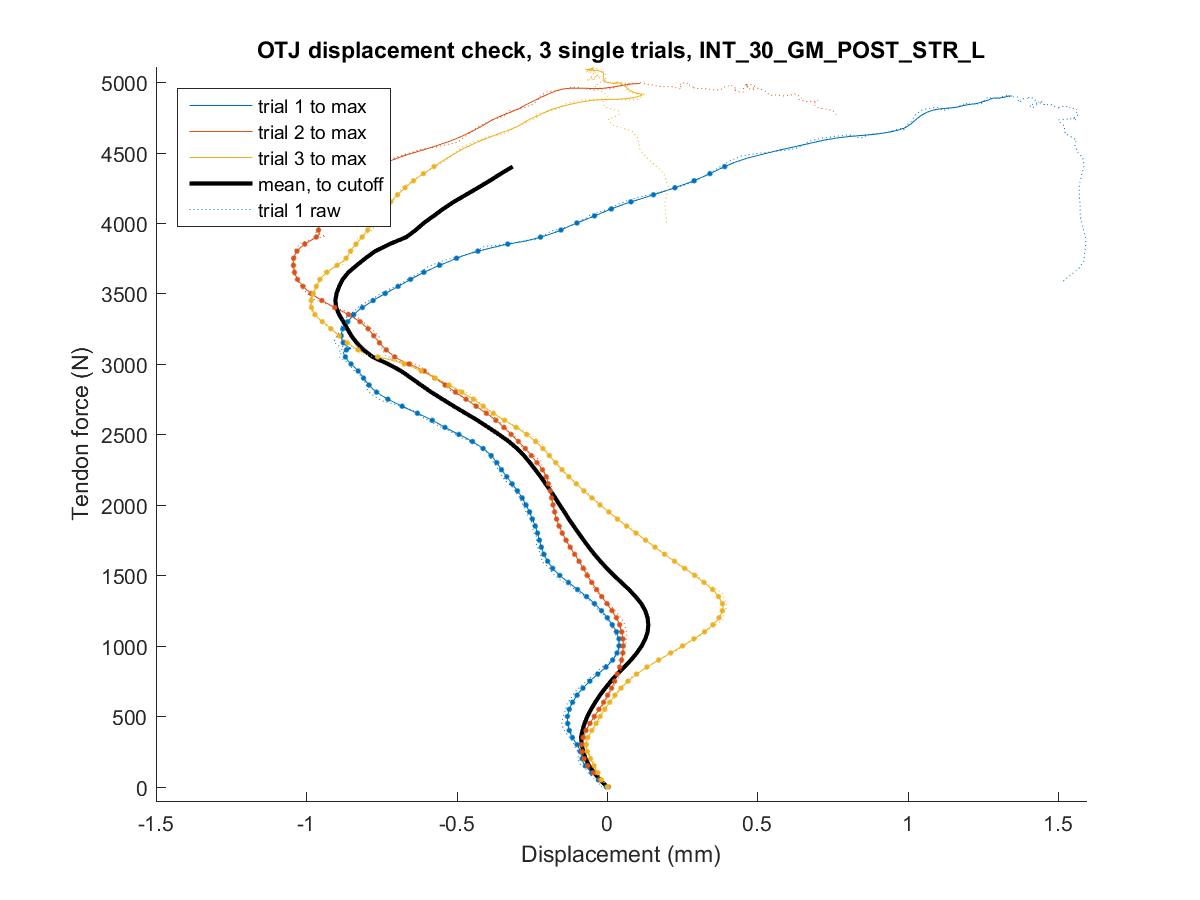 OTJ displacement check, 3 single trials, INT_30_GM_POST_STR_L
5000
4500
4000
3500
3000
2500
2000
1500
1000
500
0
Tendon force (N)
trial 1 to max
trial 2 to max
trial 3 to max
mean, to cutoff
trial 1 raw
-1.5
-1
-0.5
0
0.5
1
1.5
Displacement (mm)